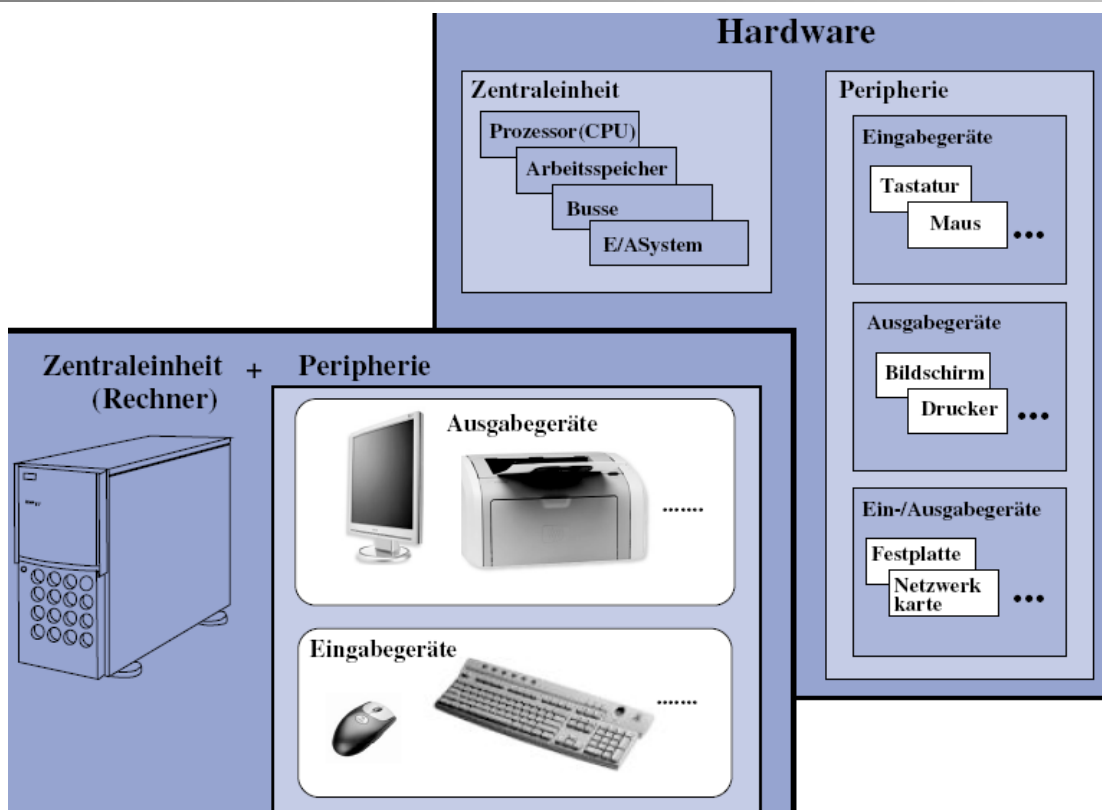 Hardware
Zentraleinheit
Prozessor(CPU)
Arbeitsspeicher
Busse
E/ASystem
Peripherie
Eingabegeräte
Tastatur
Maus
...
Ausgabegeräte
Bildschirm
Drucker
...
Ein-/Ausgabegeräte
Festplatte
Netzwerk
karte
...
Zentraleinheit + Peripherie
(Rechner)
Ausgabegeräte
.......
Eingabegeräte
.......